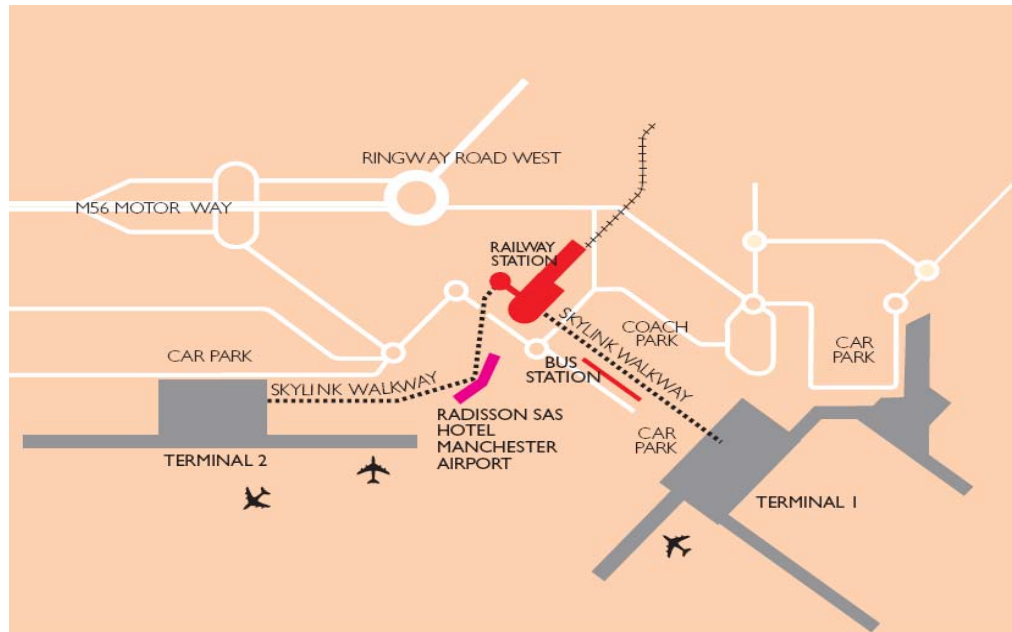 RINGWAY ROAD WEST
M56 MOTOR WAY
RAILWAY
STATION
SKYLINK WALKWAY
COACH
PARK
CAR
PARK
CAR PARK
BUS
STATION
SKYLINK WALKWAY
RADISSON SAS
HOTEL
MANCHESTER
AIRPORT
CAR
PARK
TERMINAL 2
TERMINAL 1